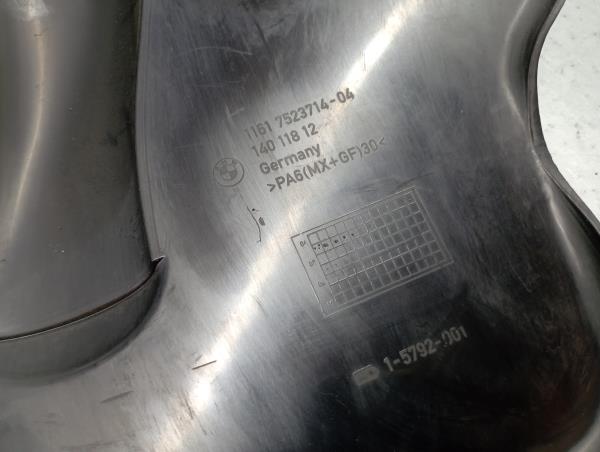 1161 7523714-04
140 118 12
Germany
>PA6(MX+GF)30<
1-5792-001